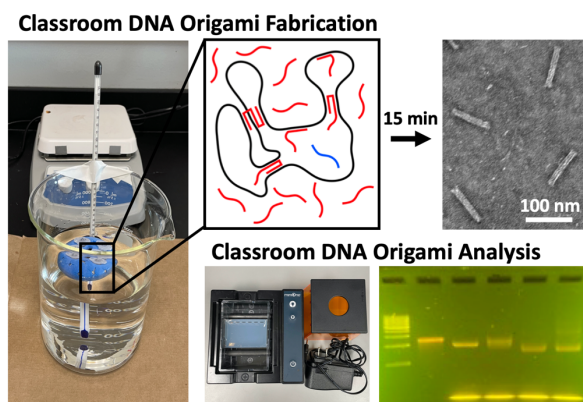 Classroom DNA Origami Fabrication
15 min
100 nm
Classroom DNA Origami Analysis